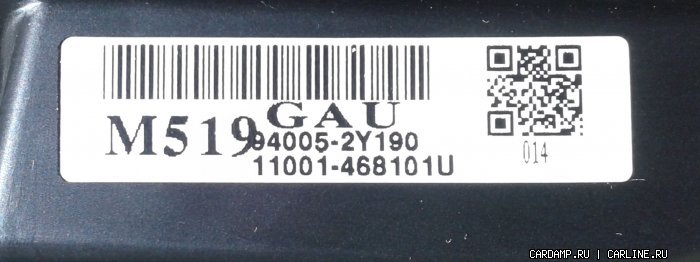 GAU
M519
94005-2Y190
11001-468101U
014
CARDAMP.RU | CARLINE.RU